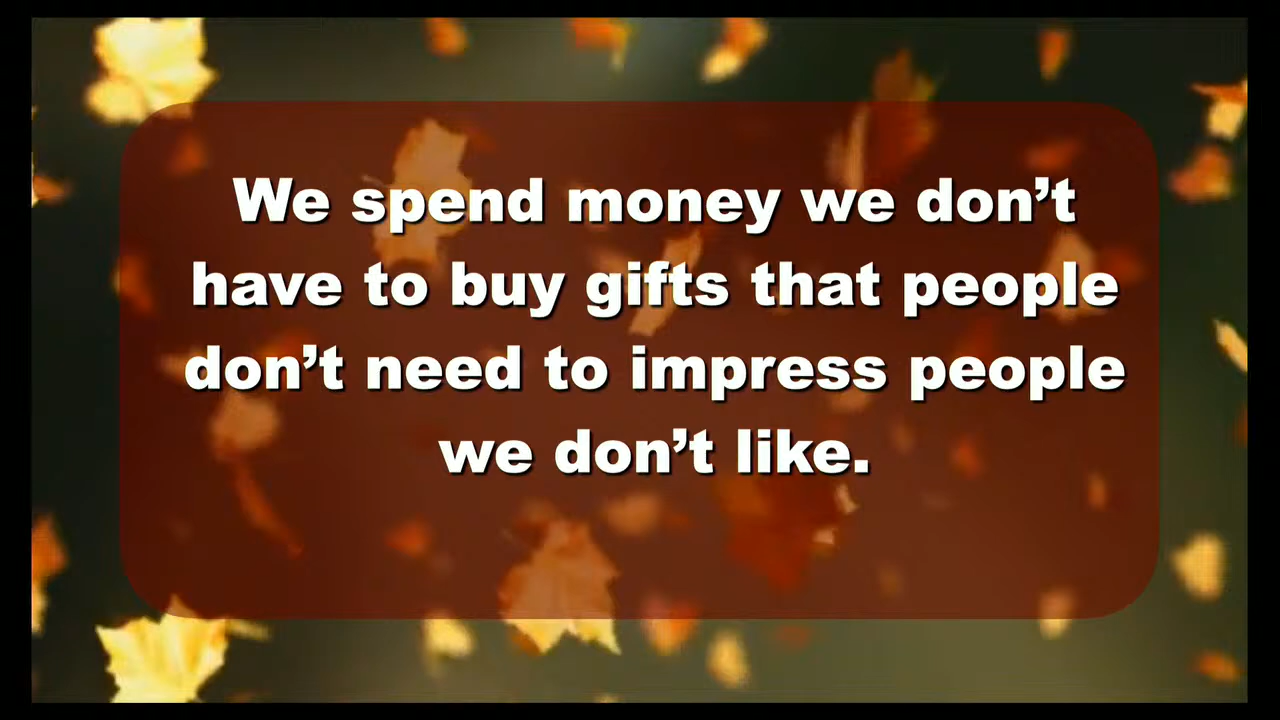 We spend money we don’t
have to buy gifts that people
don’t need to impress people
we don’t like.